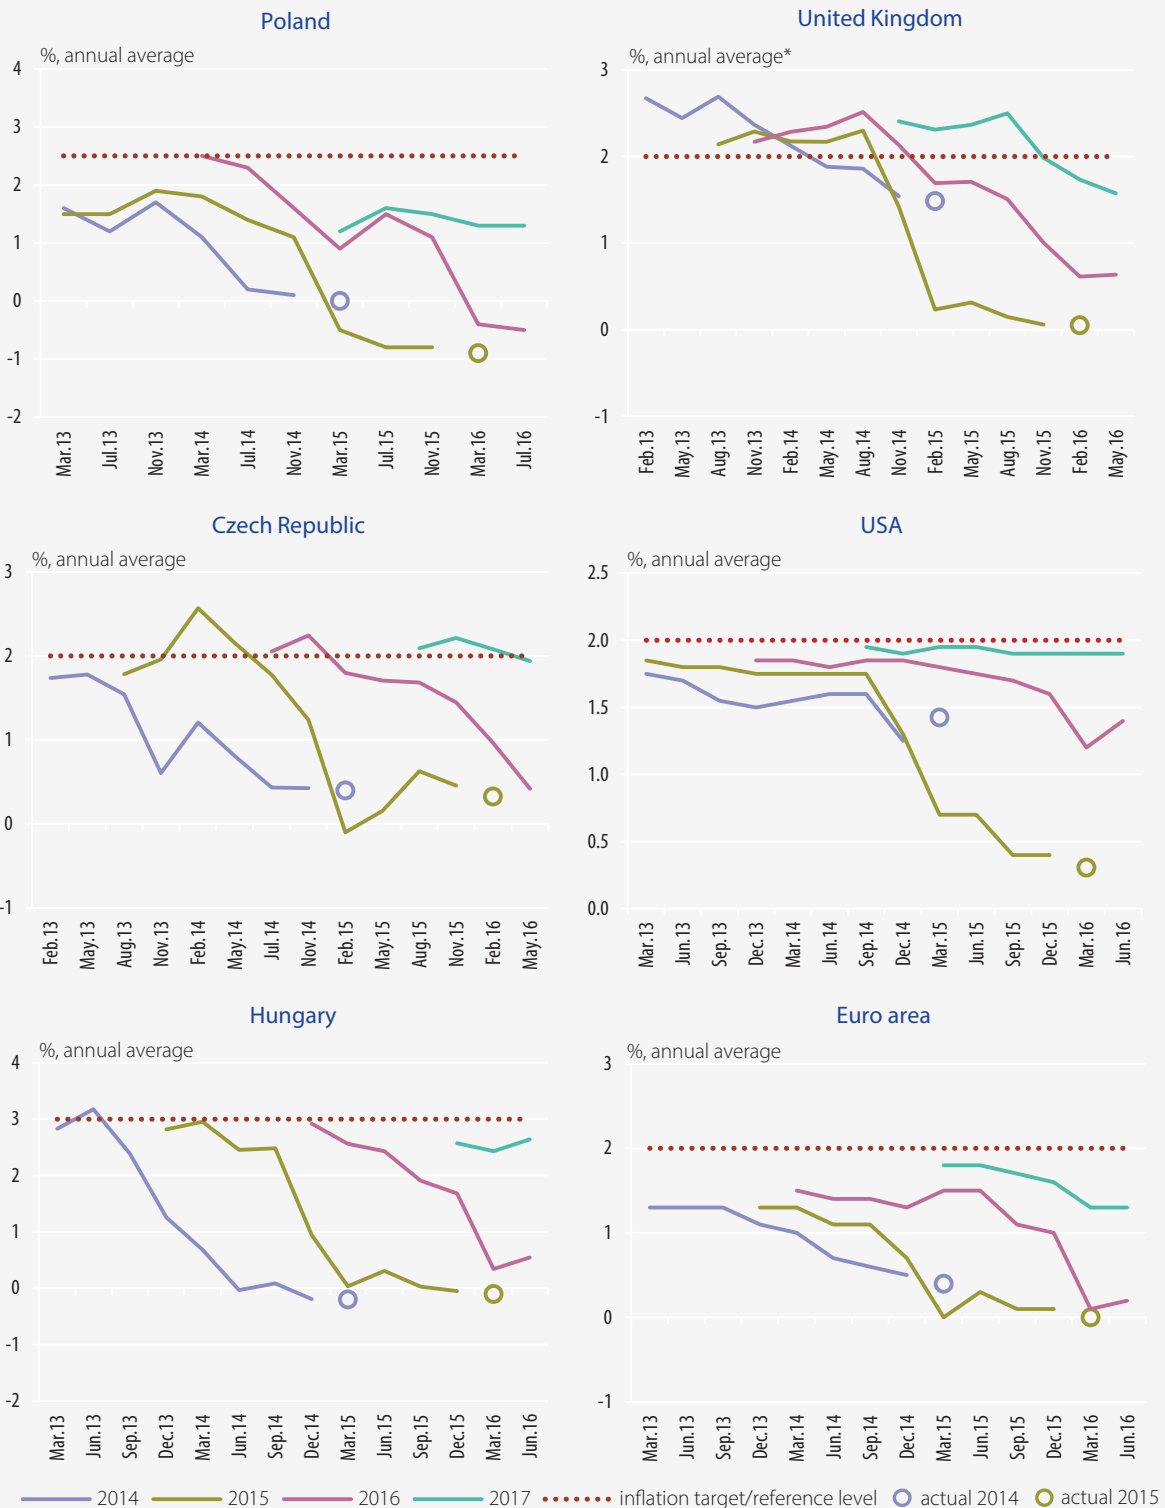 Poland
%, annual average
4
3
2
1
0
-1
-2
Mar.13 Jul.13 Nov.13 Mar.14 Jul.14 Nov.14 Mar.15 Jul.15 Nov.15 Mar.16 Jul.16
United Kingdom
%, annual average*
3
2
1
0
-1
Feb.13 May.13 Aug.13 Nov.13 Feb.14 May.14 Aug.14 Nov.14 Feb.15 May.15 Aug.15 Nov.15 Feb.16 May.16
Czech Republic
%, annual average
3
2
1
0
-1
Feb.13 May.13 Aug.13 Nov.13 Feb.14 May.14 Jul.14 Nov.14 Feb.15 May.15 Aug.15 Nov.15 Feb.16 May.16
USA
%, annual average
2.5
2.0
1.5
1.0
0.5
0.0
Mar.13 Jun.13 Sep.13 Dec.13 Mar.14 Jun.14 Sep.14 Dec.14 Mar.15 Jun.15 Sep.15 Dec.15 Mar.16 Jun.16
Hungary
%, annual average
4
3
2
1
0
-1
-2
Mar.13 Jun.13 Sep.13 Dec.13 Mar.14 Jun.14 Sep.14 Dec.14 Mar.15 Jun.15 Sep.15 Dec.15 Mar.16 Jun.16
Euro area
%, annual average
3
2
1
0
-1
Mar.13 Jun.13 Sep.13 Dec.13 Mar.14 Jun.14 Sep.14 Dec.14 Mar.15 Jun.15 Sep.15 Dec.15 Mar.16 Jun.16
2014 2015 2016 2017 inflation target/reference level actual 2014 actual 2015